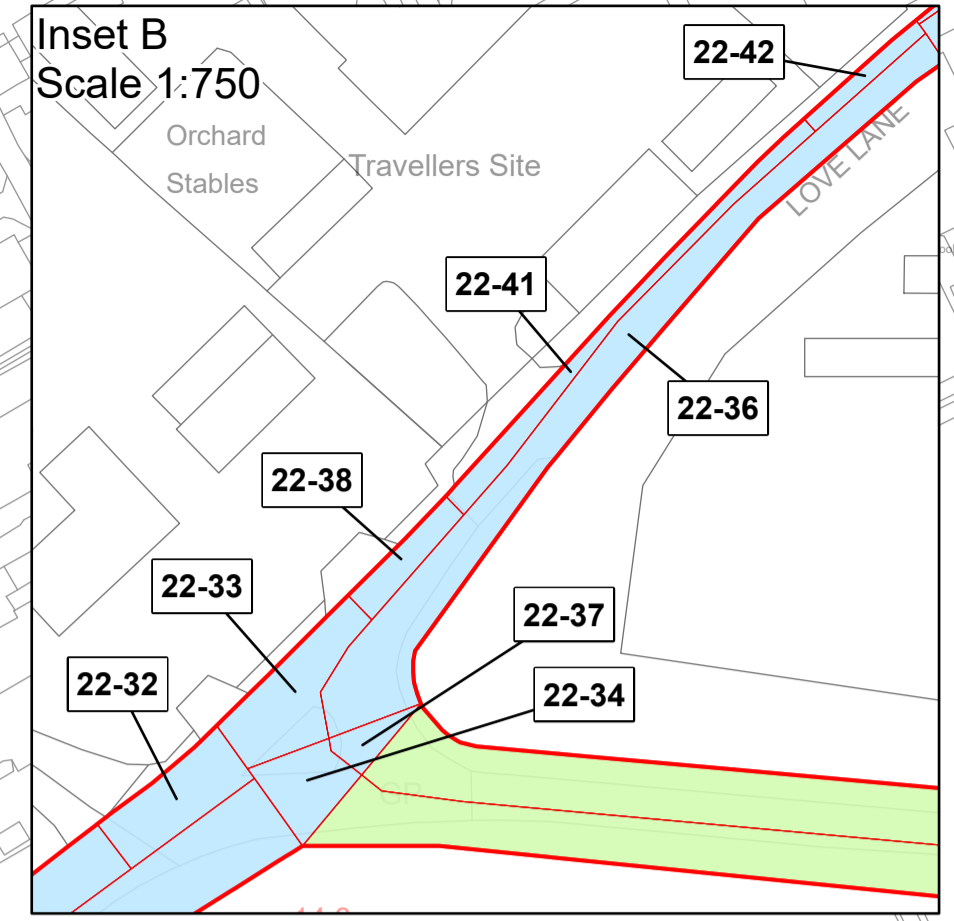 Inset B
Scale 1:750
22-42
Orchard
Stables
Travellers Site
LOVE LANE
22-41
22-36
22-38
22-33
22-37
22-32
22-34
GP